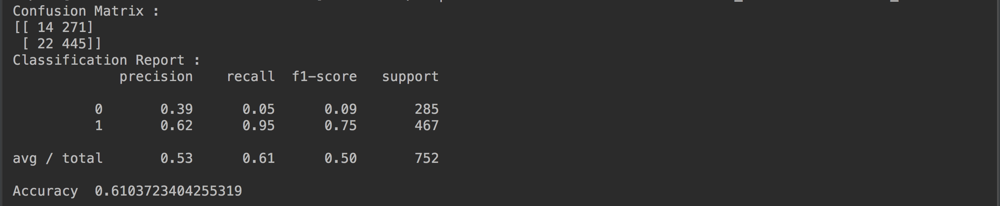 Confusion Matrix :
[[ 14 271]
 [ 22 445]]
Classification Report :
             precision    recall  f1-score   support

          0       0.39      0.05      0.09       285
          1       0.62      0.95      0.75       467

avg / total       0.53      0.61      0.50       752

Accuracy  0.6103723404255319